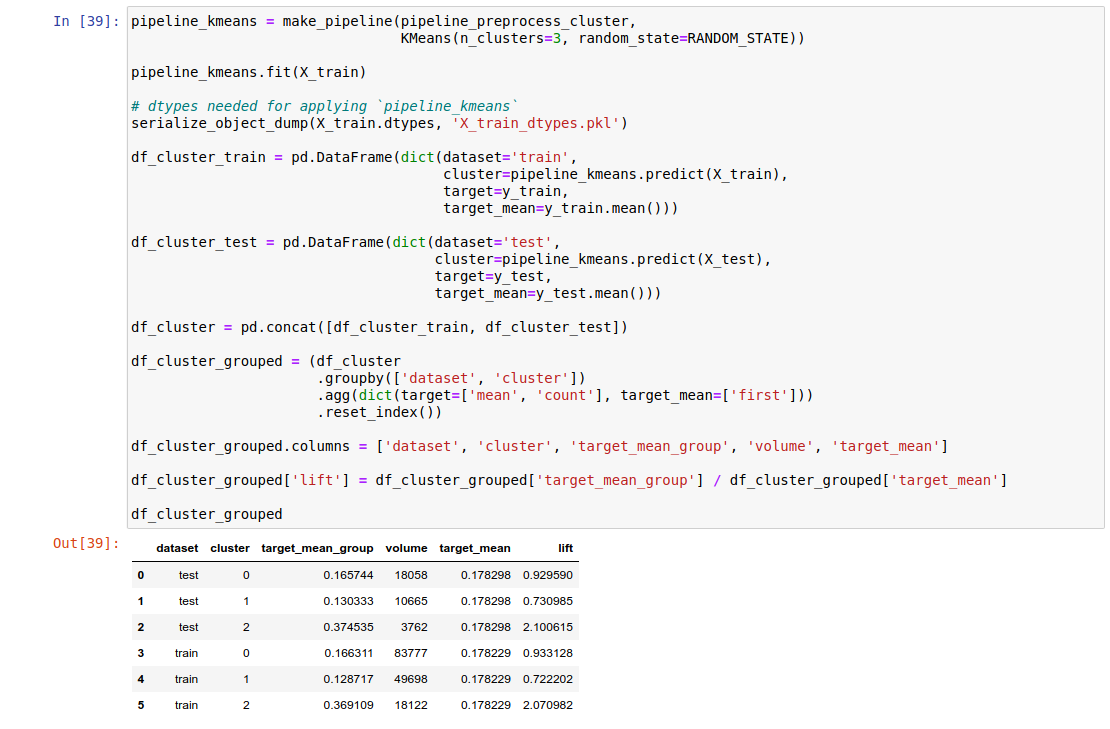 In [39]: pipeline_kmeans = make_pipeline(pipeline_preprocess_cluster,
                                KMeans(n_clusters=3, random_state=RANDOM_STATE))
pipeline_kmeans.fit(X_train)
# dtypes needed for applying `pipeline_kmeans`
serialize_object_dump(X_train.dtypes, 'X_train_dtypes.pkl')
df_cluster_train = pd.DataFrame(dict(dataset='train',
                                     cluster=pipeline_kmeans.predict(X_train),
                                     target=y_train,
                                     target_mean=y_train.mean()))
df_cluster_test = pd.DataFrame(dict(dataset='test',
                                    cluster=pipeline_kmeans.predict(X_test),
                                    target=y_test,
                                    target_mean=y_test.mean()))
df_cluster = pd.concat([df_cluster_train, df_cluster_test])
df_cluster_grouped = (df_cluster
                      .groupby(['dataset', 'cluster'])
                      .agg(dict(target=['mean', 'count'], target_mean=['first']))
                      .reset_index())
df_cluster_grouped.columns = ['dataset', 'cluster', 'target_mean_group', 'volume', 'target_mean']
df_cluster_grouped['lift'] = df_cluster_grouped['target_mean_group'] / df_cluster_grouped['target_mean']
df_cluster_grouped
Out[39]:
dataset cluster target_mean_group volume target_mean lift
0 test 0 0.165744 18058 0.178298 0.929590
1 test 1 0.130333 10665 0.178298 0.730985
2 test 2 0.374535 3762 0.178298 2.100615
3 train 0 0.166311 83777 0.178229 0.933128
4 train 1 0.128717 49698 0.178229 0.722202
5 train 2 0.369109 18122 0.178229 2.070982